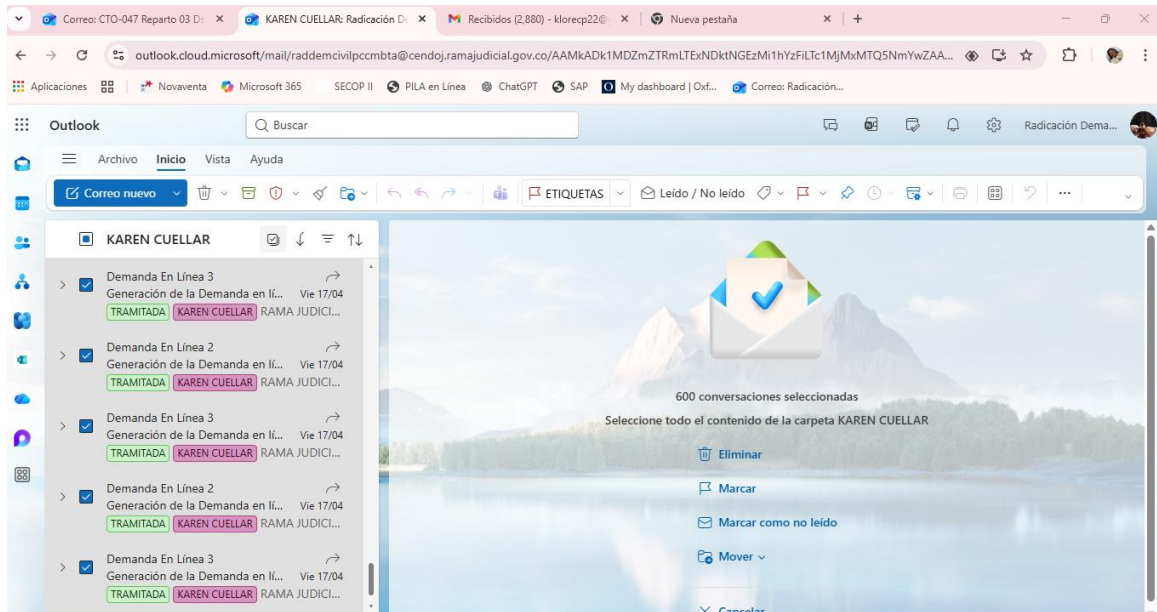 Correo: CTO-047 Reparto 03 D
KAREN CUELLAR: Radicación D
Recibidos (2,880) - klorecp22@
Nueva pestaña
outlook.cloud.microsoft/mail/raddemcivilpccmbta@cendoj.ramajudicial.gov.co/AAMkADk1MDZmZTRmLTExNDktNGEzMi1hYzFiLTc1MjMxMTQ5NmYwZAA...
Aplicaciones Novaventa Microsoft 365 SECOP II PILA en Línea ChatGPT SAP My dashboard | Oxf... Correo: Radicación...
Outlook Buscar Radicación Dema...
Archivo Inicio Vista Ayuda
Correo nuevo ETIQUETAS Leído / No leído
KAREN CUELLAR
Demanda En Línea 3
Generación de la Demanda en lí... Vie 17/04
TRAMITADA KAREN CUELLAR RAMA JUDICI...
Demanda En Línea 2
Generación de la Demanda en lí... Vie 17/04
TRAMITADA KAREN CUELLAR RAMA JUDICI...
Demanda En Línea 3
Generación de la Demanda en lí... Vie 17/04
TRAMITADA KAREN CUELLAR RAMA JUDICI...
Demanda En Línea 2
Generación de la Demanda en lí... Vie 17/04
TRAMITADA KAREN CUELLAR RAMA JUDICI...
Demanda En Línea 3
Generación de la Demanda en lí... Vie 17/04
TRAMITADA KAREN CUELLAR RAMA JUDICI...
600 conversaciones seleccionadas
Seleccione todo el contenido de la carpeta KAREN CUELLAR
Eliminar
Marcar
Marcar como no leído
Mover
Cancelar